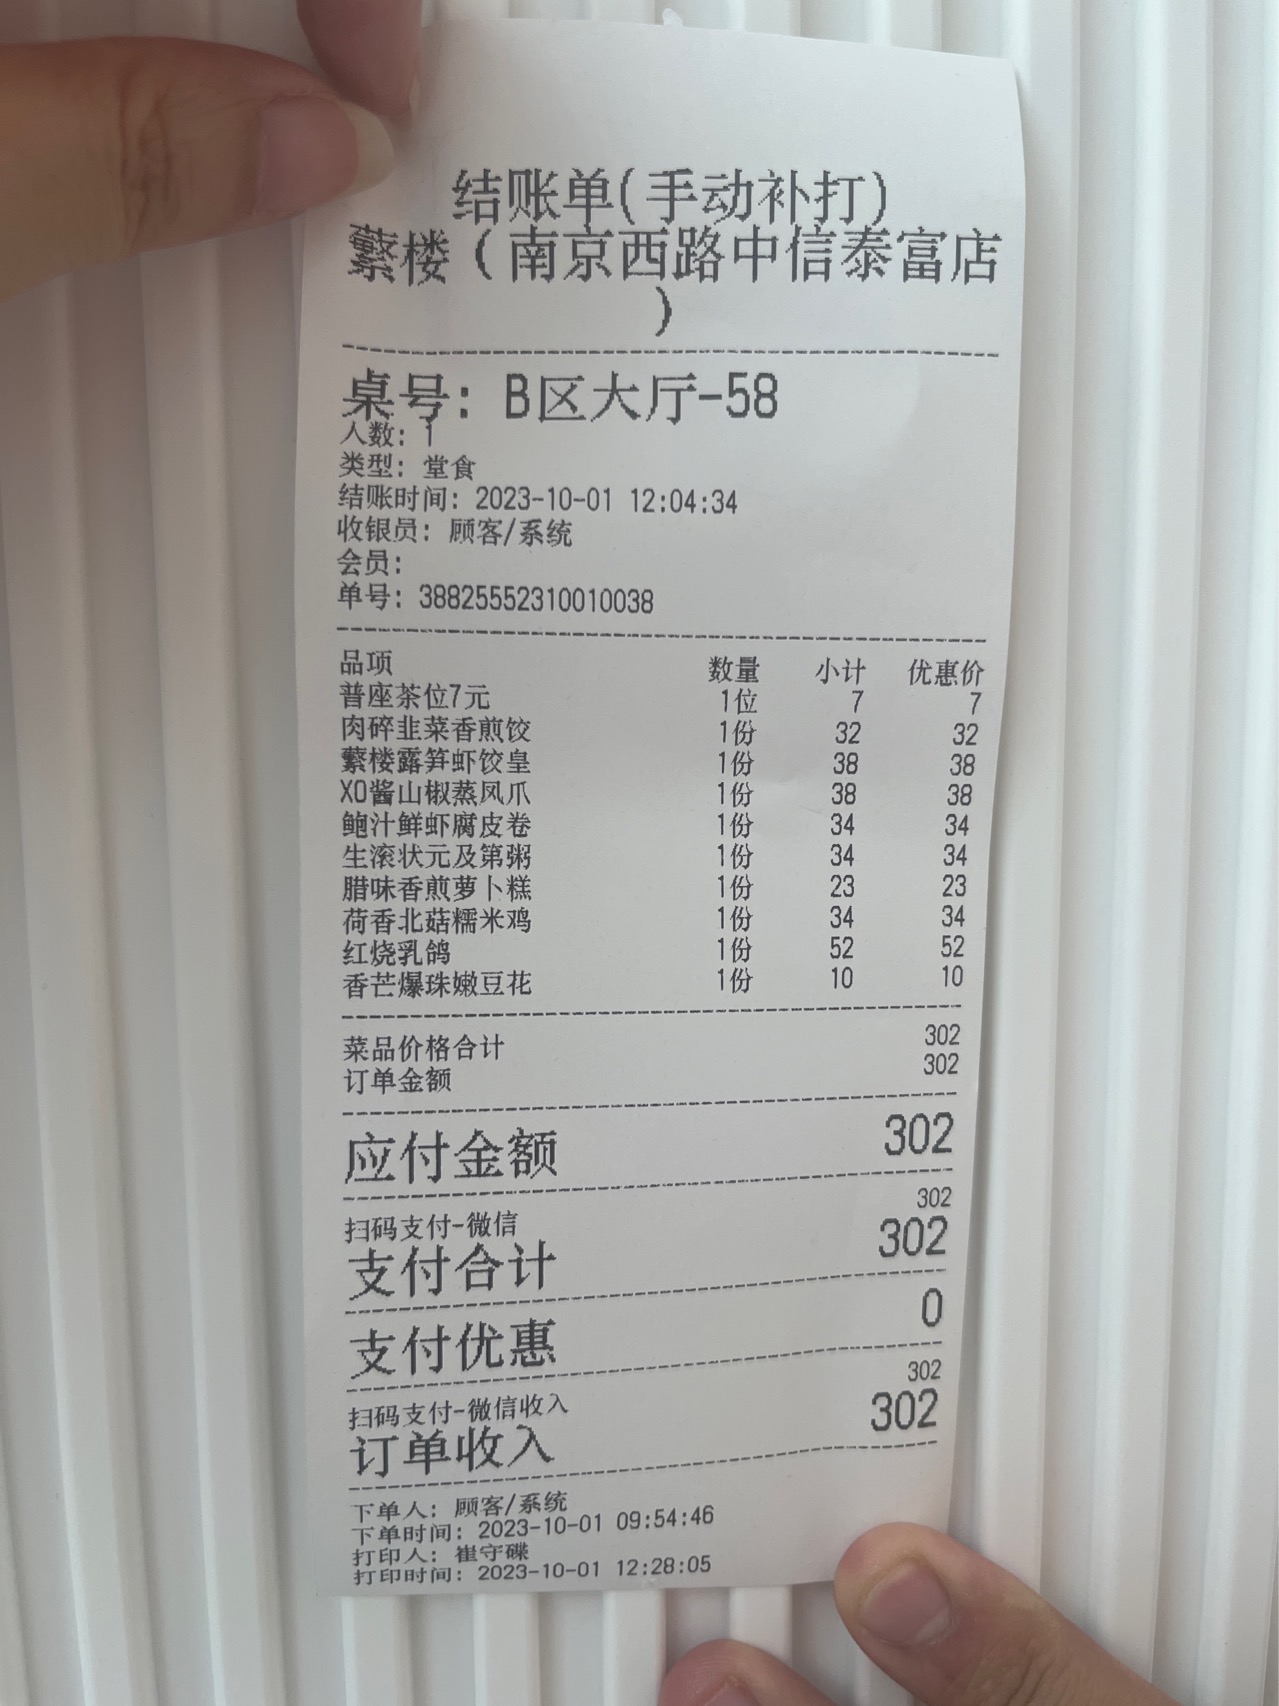 结账单(手动补打)
蘩楼（南京西路中信泰富店
）
桌号：B区大厅-58
人数：1
类型：堂食
结账时间：2023-10-01 12:04:34
收银员：顾客/系统
会员：
单号：38825552310010038
品项 数量 小计 优惠价
普座茶位7元 1位 7 7
肉碎韭菜香煎饺 1份 32 32
蘩楼露笋虾饺皇 1份 38 38
XO酱山椒蒸凤爪 1份 38 38
鲍汁鲜虾腐皮卷 1份 34 34
生滚状元及第粥 1份 34 34
腊味香煎萝卜糕 1份 23 23
荷香北菇糯米鸡 1份 34 34
红烧乳鸽 1份 52 52
香芒爆珠嫩豆花 1份 10 10
菜品价格合计 302
订单金额 302
应付金额 302
扫码支付-微信 302
支付合计 302
支付优惠 0
扫码支付-微信收入 302
订单收入 302
下单人：顾客/系统
下单时间：2023-10-01 09:54:46
打印人：崔守碟
打印时间：2023-10-01 12:28:05